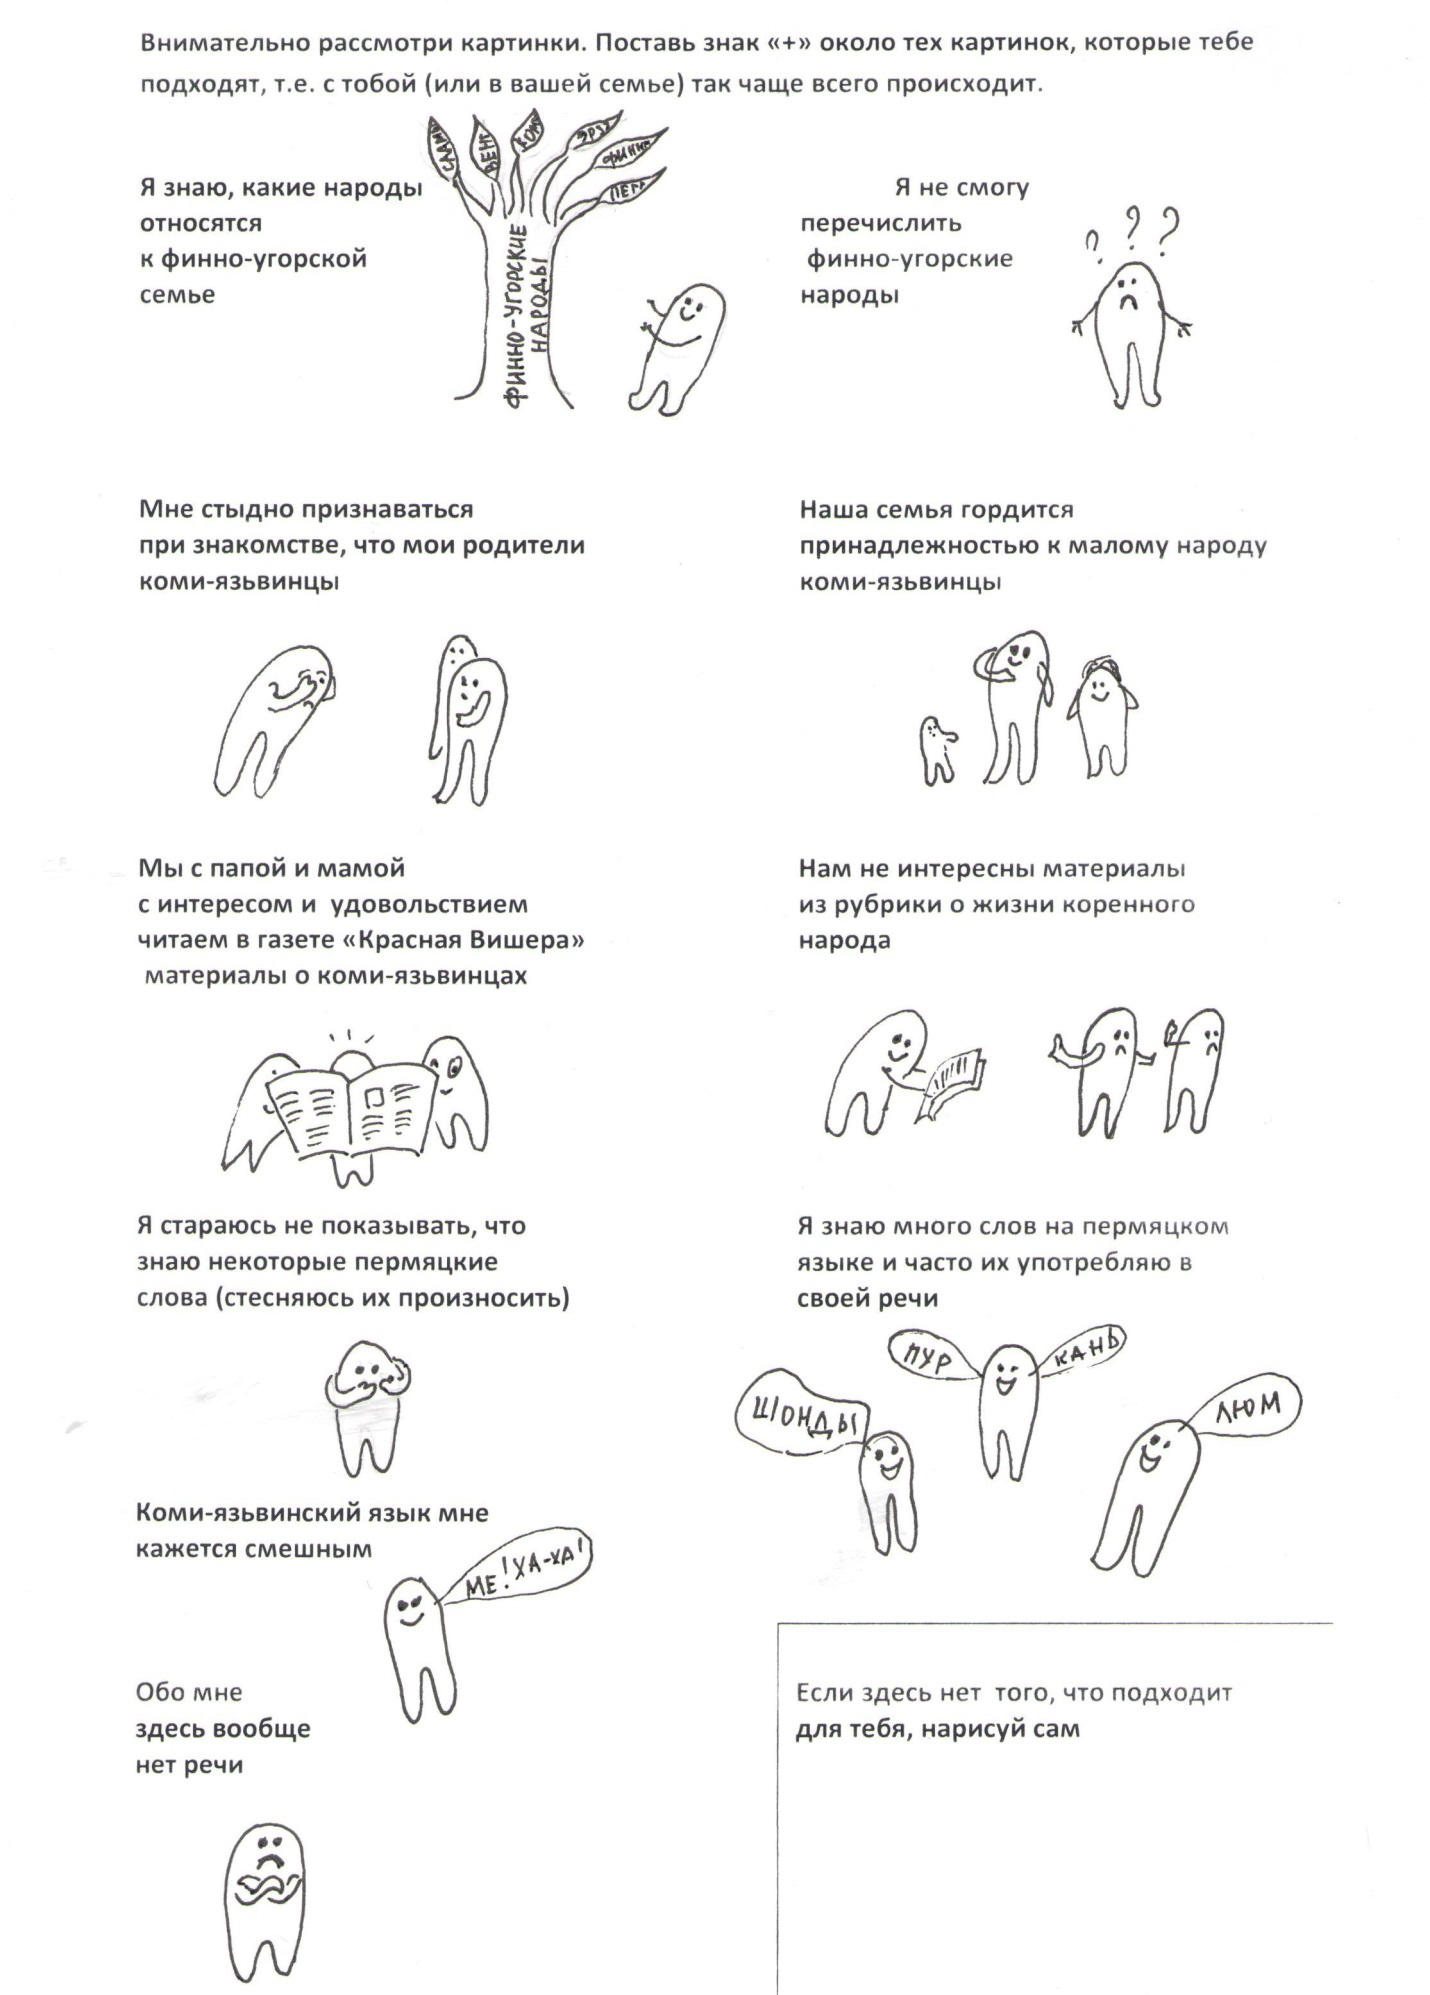 Внимательно рассмотри картинки. Поставь знак «+» около тех картинок, которые тебе
подходят, т.е. с тобой (или в вашей семье) так чаще всего происходит.
Я знаю, какие народы
относятся
к финно-угорской
семье
ВЕНГ
КОМ
ЭРЗ
ФИНН
ФИННО-УГОРСКИЕ
НАРОДЫ
Я не смогу
перечислить
финно-угорские
народы
Мне стыдно признаваться
при знакомстве, что мои родители
коми-язьвинцы
Наша семья гордится
принадлежностью к малому народу
коми-язьвинцы
Мы с папой и мамой
с интересом и удовольствием
читаем в газете «Красная Вишера»
материалы о коми-язьвинцах
Нам не интересны материалы
из рубрики о жизни коренного
народа
Я стараюсь не показывать, что
знаю некоторые пермяцкие
слова (стесняюсь их произносить)
Я знаю много слов на пермяцком
языке и часто их употребляю в
своей речи
ПУР
КАНЬ
ШОНДЫ
ЛЮМ
Коми-язьвинский язык мне
кажется смешным
МЕ! ХА-ХА!
Обо мне
здесь вообще
нет речи
Если здесь нет того, что подходит
для тебя, нарисуй сам